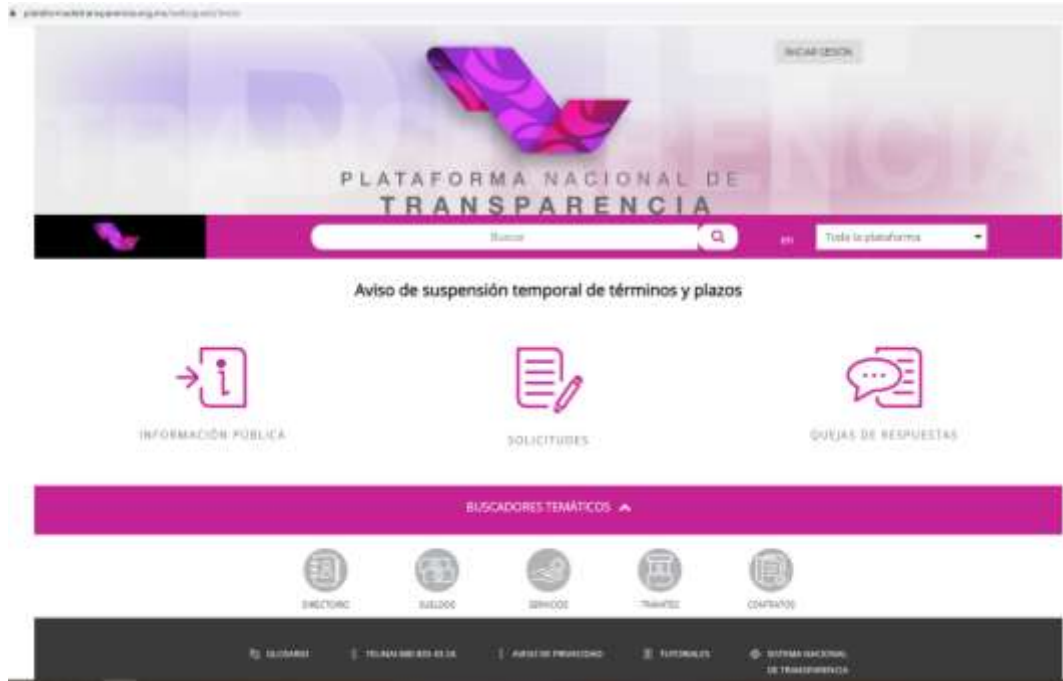 INICIAR SESIÓN
PLATAFORMA NACIONAL DE
TRANSPARENCIA
Buscar
en
Toda la plataforma
Aviso de suspensión temporal de términos y plazos
INFORMACIÓN PÚBLICA
SOLICITUDES
QUEJAS DE RESPUESTAS
BUSCADORES TEMÁTICOS
DIRECTORIO
SUELDOS
SERVICIOS
TRÁMITES
CONTRATOS
GLOSARIO
AVISO DE PRIVACIDAD
TUTORIALES
SISTEMA NACIONAL
DE TRANSPARENCIA